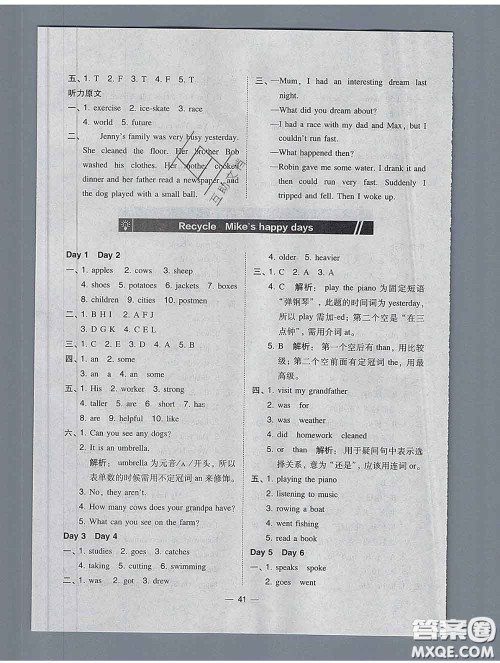 五、1. T 2. F 3. T 4. F 5. T
听力原文
一、1. exercise 2. ice-skate 3. race
4. world 5. future
二、 Jenny's family was very busy yesterday.
She cleaned the floor. Her brother Bob
washed his clothes. Her mother cooked
dinner and her father read a newspaper, and
the dog played with a small ball.
三、—Mum, I had an interesting dream last
night.
—What did you dream about?
—I had a race with my dad and Max, but I
couldn't run fast.
—What happened then?
—Robin gave me some water. I drank it and
then I could run very fast. Suddenly I
tripped and fell. Then I woke up.
Recycle Mike's happy days
Day 1 Day 2
一、1. apples 2. cows 3. sheep
4. shoes 5. potatoes 6. jackets 7. boxes
8. children 9. cities 10. postmen
二、1. B H I 2. A F J
3. D G K 4. C E L
三、1. C 2. D 3. E 4. A 5. B
四、1. an 2. some
3. an a 4. an some
五、1. His 2. worker 3. strong
4. taller 5. are 6. short 7. hair
8. are 9. helpful 10. like
六、1. Can you see any dogs?
2. It is an umbrella.
解析:umbrella 为元音/ʌ/开头,所以
表单数的时候需用不定冠词 an 来修饰。
3. No, they aren't.
4. How many cows does your grandpa have?
5. What can you see on the farm?
Day 3 Day 4
一、1. studies 2. goes 3. catches
4. taking 5. cutting 6. swimming
二、1. was 2. got 3. drew
4. older 5. heavier
三、1. C 2. A 3. A
4. C 解析:play the piano 为固定短语
“弹钢琴”,此题的时间词为 yesterday,
所以 play 需加-ed;第二个空是“在三
点钟”,需用介词 at。
5. B 解析:第一个空后有 than,用比较
级;第二个空前面有定冠词 the,用最
高级。
四、1. visit my grandfather
2. was for
3. was weather
4. did homework cleaned
5. or 解析:用于疑问句中表示选
择关系,意为“还是”,应该用连词 or。
五、1. playing the piano
2. listening to music
3. rowing a boat
4. went fishing
5. read a book
Day 5 Day 6
一、1. speaks spoke
2. goes went
— 41 —
答案圈
MXQE.COM